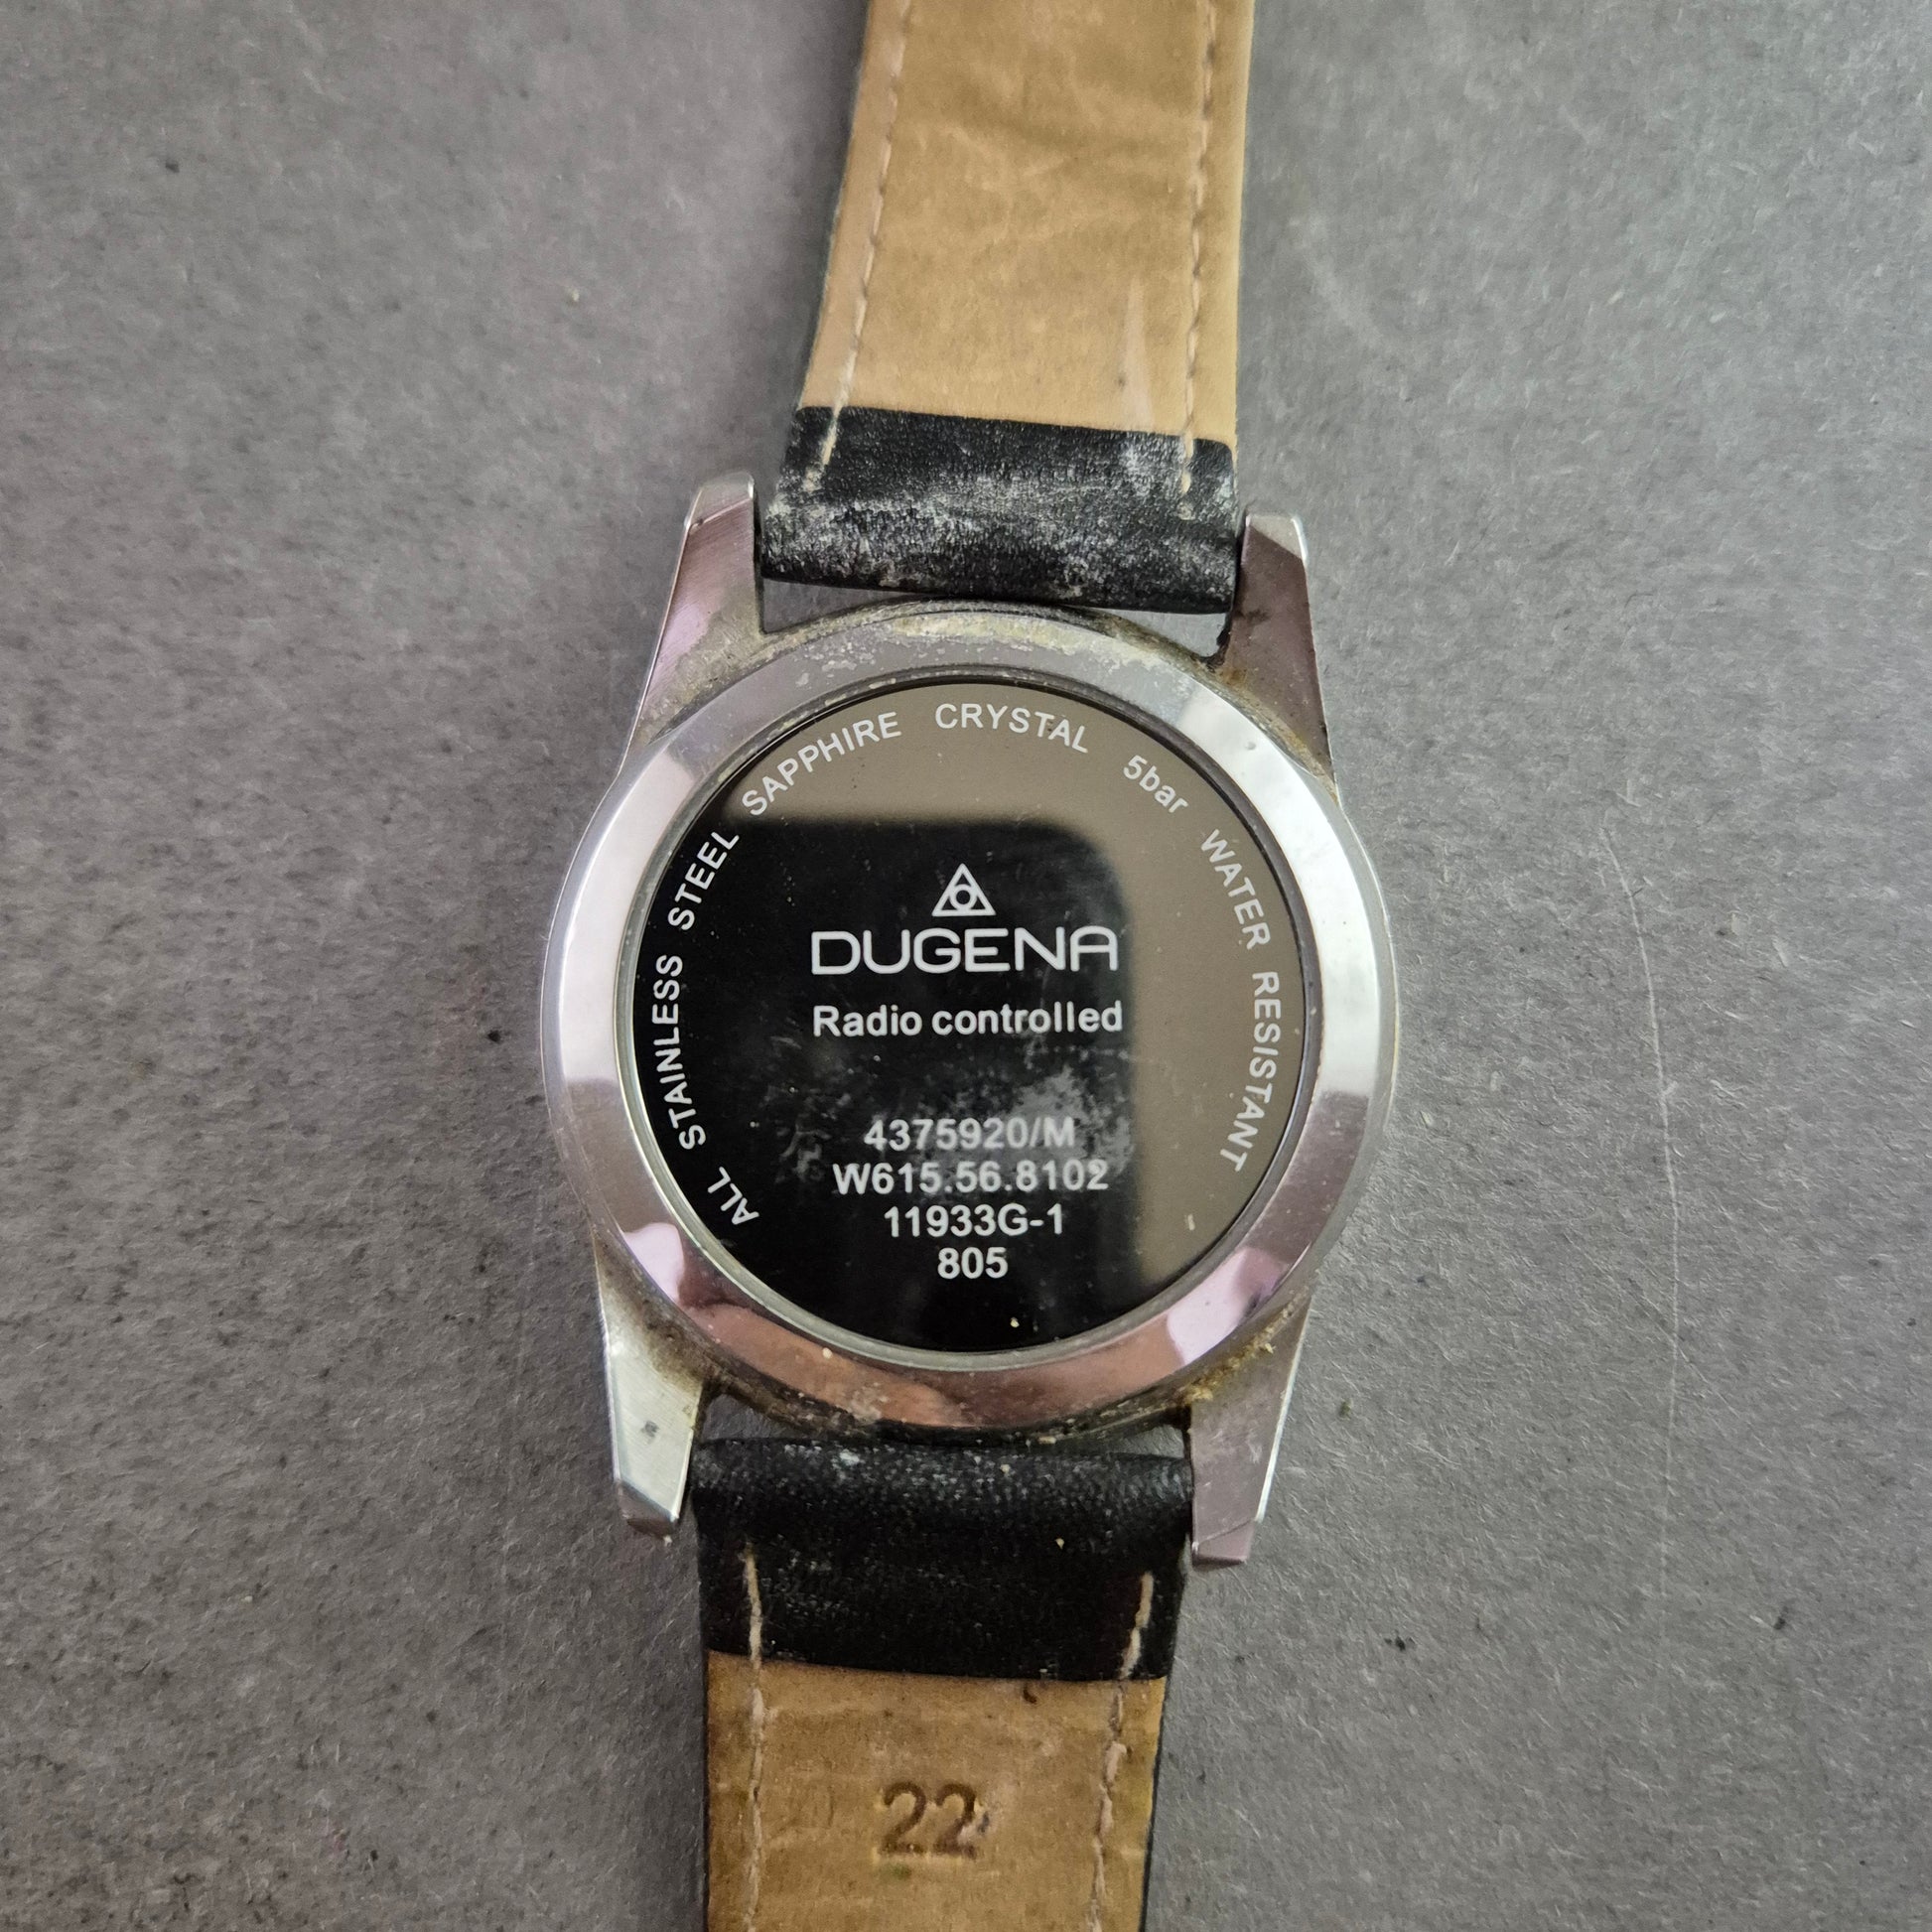 ALL STAINLESS STEEL SAPPHIRE CRYSTAL 5bar WATER RESISTANT
DUGENA
Radio controlled
4375920/M
W615.56.8102
11933G-1
805
22